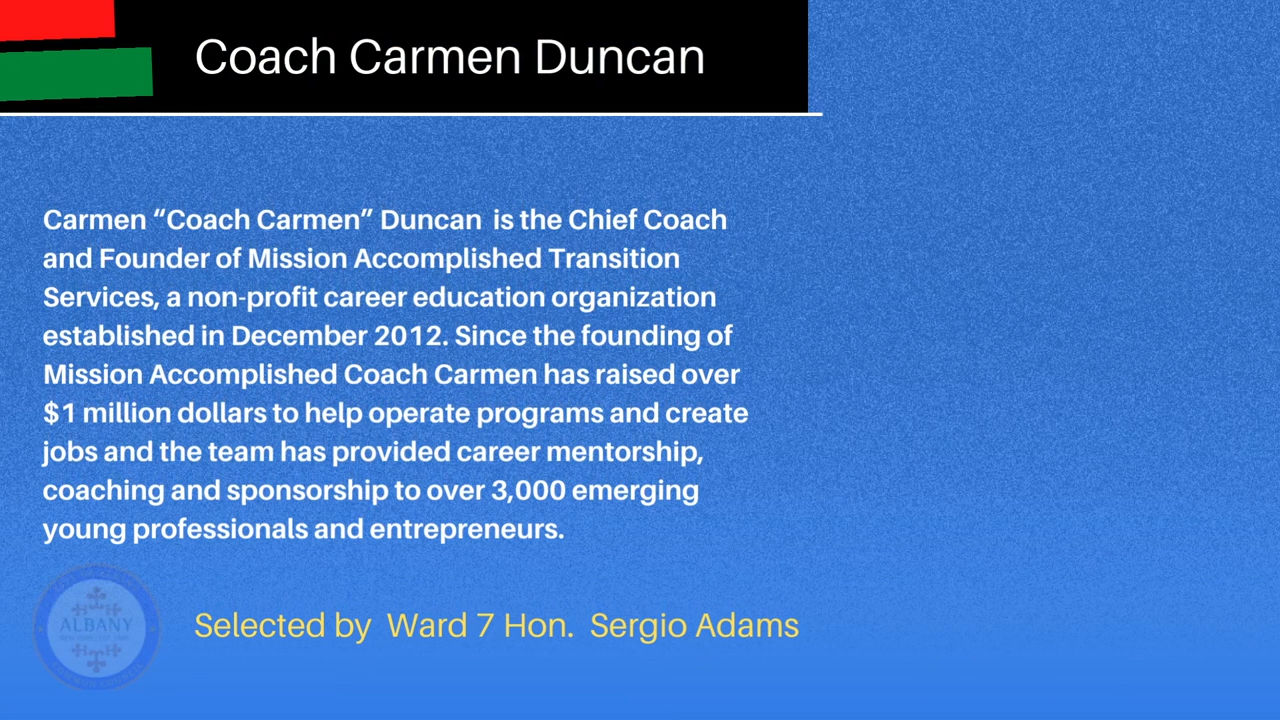 Coach Carmen Duncan
Carmen “Coach Carmen” Duncan  is the Chief Coach
and Founder of Mission Accomplished Transition
Services, a non-profit career education organization
established in December 2012. Since the founding of
Mission Accomplished Coach Carmen has raised over
$1 million dollars to help operate programs and create
jobs and the team has provided career mentorship,
coaching and sponsorship to over 3,000 emerging
young professionals and entrepreneurs.
ALBANY
Selected by  Ward 7 Hon.  Sergio Adams